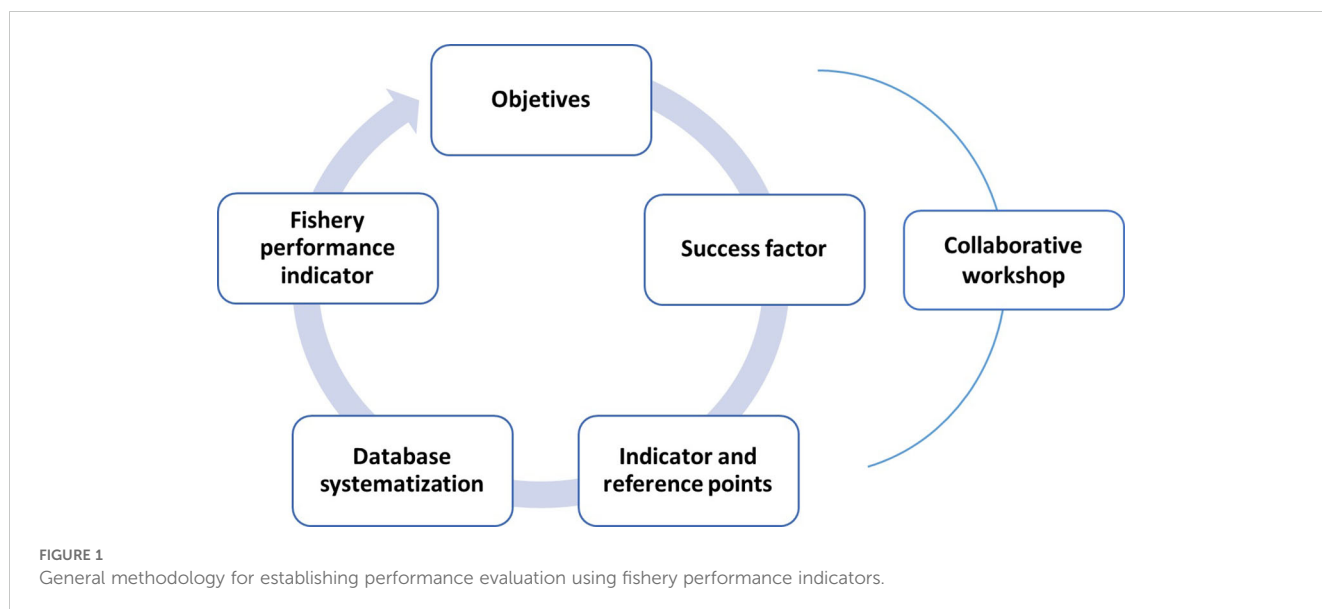 Objetives
Success factor
Collaborative
workshop
Indicator and
reference points
Database
systematization
Fishery
performance
indicator
FIGURE 1
General methodology for establishing performance evaluation using fishery performance indicators.